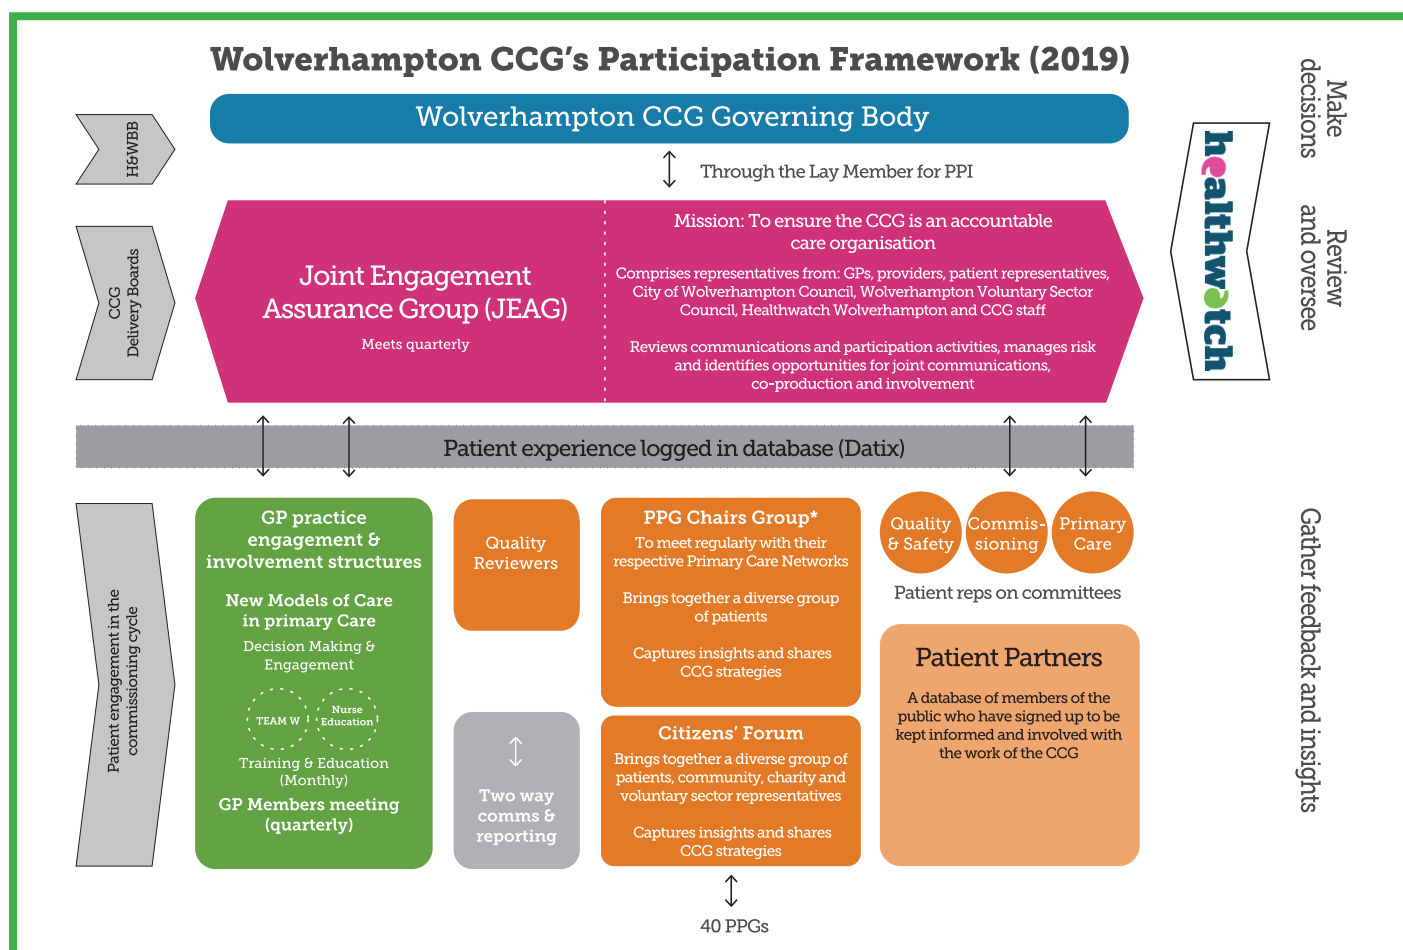 Wolverhampton CCG’s Participation Framework (2019)
Wolverhampton CCG Governing Body
Through the Lay Member for PPI
H&WBB
CCG
Delivery Boards
Joint Engagement
Assurance Group (JEAG)
Meets quarterly
Mission: To ensure the CCG is an accountable
care organisation
Comprises representatives from: GPs, providers, patient representatives,
City of Wolverhampton Council, Wolverhampton Voluntary Sector
Council, Healthwatch Wolverhampton and CCG staff
Reviews communications and participation activities, manages risk
and identifies opportunities for joint communications,
co-production and involvement
healthwatch
Make
decisions
Review
and oversee
Patient experience logged in database (Datix)
Patient engagement in the
commissioning cycle
GP practice
engagement &
involvement structures
New Models of Care
in primary Care
Decision Making &
Engagement
TEAM W
Nurse
Education
Training & Education
(Monthly)
GP Members meeting
(quarterly)
Quality
Reviewers
Two way
comms &
reporting
PPG Chairs Group*
To meet regularly with their
respective Primary Care Networks
Brings together a diverse group
of patients
Captures insights and shares
CCG strategies
Citizens’ Forum
Brings together a diverse group of
patients, community, charity and
voluntary sector representatives
Captures insights and shares
CCG strategies
40 PPGs
Quality
& Safety
Commis-
sioning
Primary
Care
Patient reps on committees
Patient Partners
A database of members of the
public who have signed up to be
kept informed and involved with
the work of the CCG
Gather feedback and insights